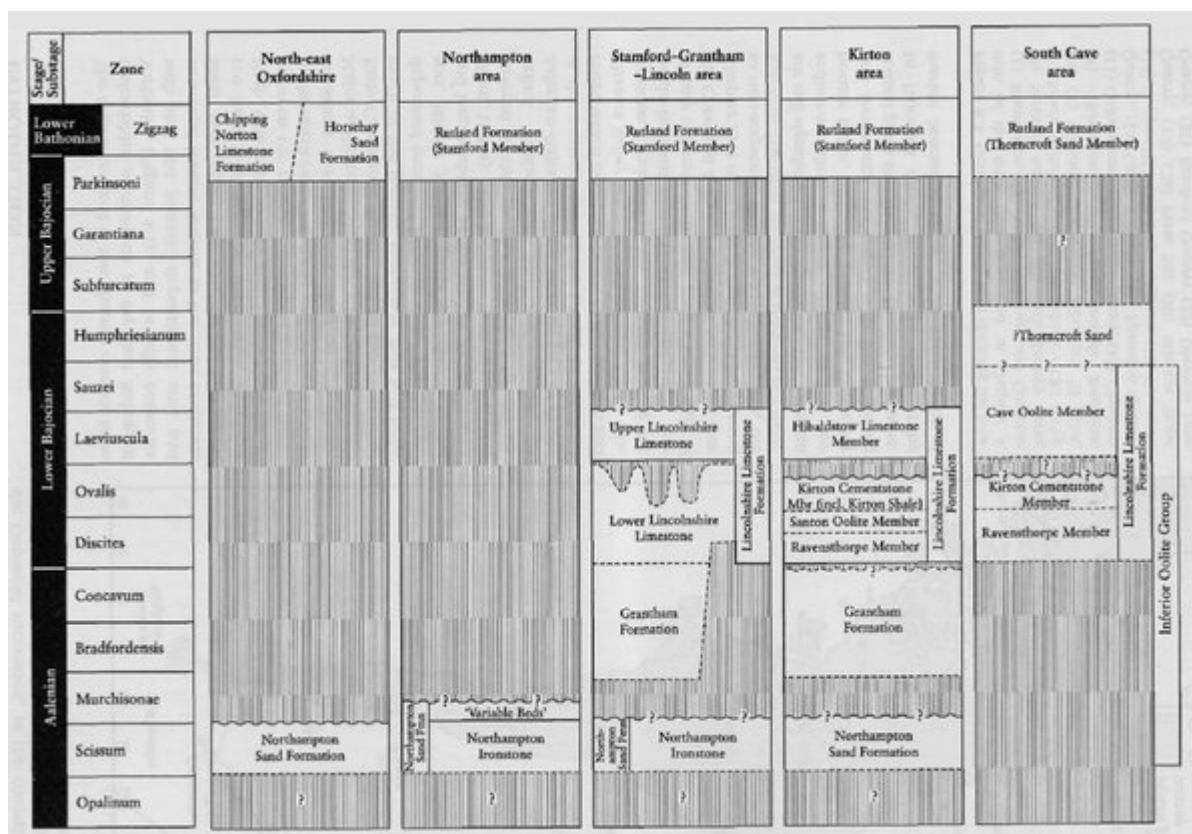 Stage/
Substage
Zone
North-east
Oxfordshire
Northampton
area
Stamford–Grantham
–Lincoln area
Kirton
area
South Cave
area
Lower
Bathonian
Zigzag
Chipping
Norton
Limestone
Formation
Horsehay
Sand
Formation
Rutland Formation
(Stamford Member)
Rutland Formation
(Stamford Member)
Rutland Formation
(Stamford Member)
Rutland Formation
(Thorncroft Sand Member)
Upper Bajocian
Parkinsoni
Garantiana
?
Subfurcatum
Lower Bajocian
Humphriesianum
?Thorncroft Sand
? ? ?
Sauzei
? ?
? ?
Cave Oolite Member
Laeviuscula
Upper Lincolnshire
Limestone
Hibaldstow Limestone
Member
? ?
Ovalis
Kirton Cementstone
Mbr (incl. Kirton Shale)
Kirton Cementstone
Member
Lower Lincolnshire
Limestone
Santon Oolite Member
Discites
Ravensthorpe Member
Ravensthorpe Member
Lincolnshire Limestone
Formation
Lincolnshire Limestone
Formation
Lincolnshire Limestone
Formation
Inferior Oolite Group
Aalenian
?
Concavum
Grantham
Formation
Grantham
Formation
Bradfordensis
Murchisonae
? ?
'Variable Beds'
? ?
? ?
Scissum
Northampton
Sand Formation
Northampton
Sand Fmn
Northampton
Ironstone
North-
ampton
Sand Fmn
Northampton
Ironstone
Northampton
Sand Formation
Opalinum
?
?
?
?